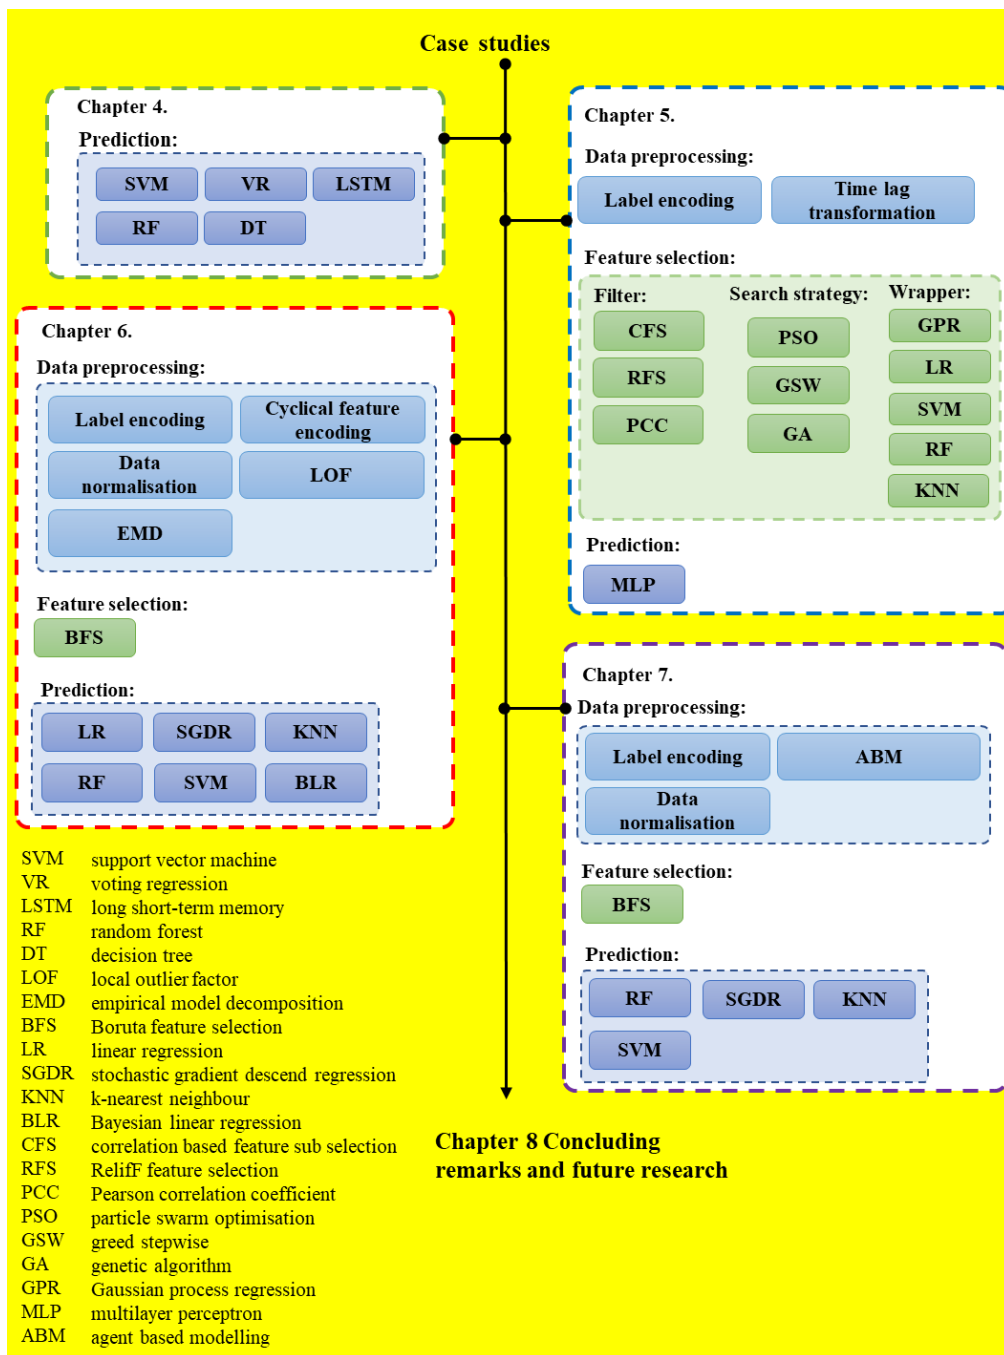 Case studies
Chapter 4.
Prediction:
SVM VR LSTM
RF DT
Chapter 5.
Data preprocessing:
Label encoding
Time lag
transformation
Feature selection:
Filter:
CFS
RFS
PCC
Search strategy:
PSO
GSW
GA
Wrapper:
GPR
LR
SVM
RF
KNN
Prediction:
MLP
Chapter 6.
Data preprocessing:
Label encoding
Cyclical feature
encoding
Data
normalisation
LOF
EMD
Feature selection:
BFS
Prediction:
LR SGDR KNN
RF SVM BLR
Chapter 7.
Data preprocessing:
Label encoding
ABM
Data
normalisation
Feature selection:
BFS
Prediction:
RF SGDR KNN
SVM
Chapter 8 Concluding
remarks and future research
SVM support vector machine
VR voting regression
LSTM long short-term memory
RF random forest
DT decision tree
LOF local outlier factor
EMD empirical model decomposition
BFS Boruta feature selection
LR linear regression
SGDR stochastic gradient descend regression
KNN k-nearest neighbour
BLR Bayesian linear regression
CFS correlation based feature sub selection
RFS RelifF feature selection
PCC Pearson correlation coefficient
PSO particle swarm optimisation
GSW greed stepwise
GA genetic algorithm
GPR Gaussian process regression
MLP multilayer perceptron
ABM agent based modelling